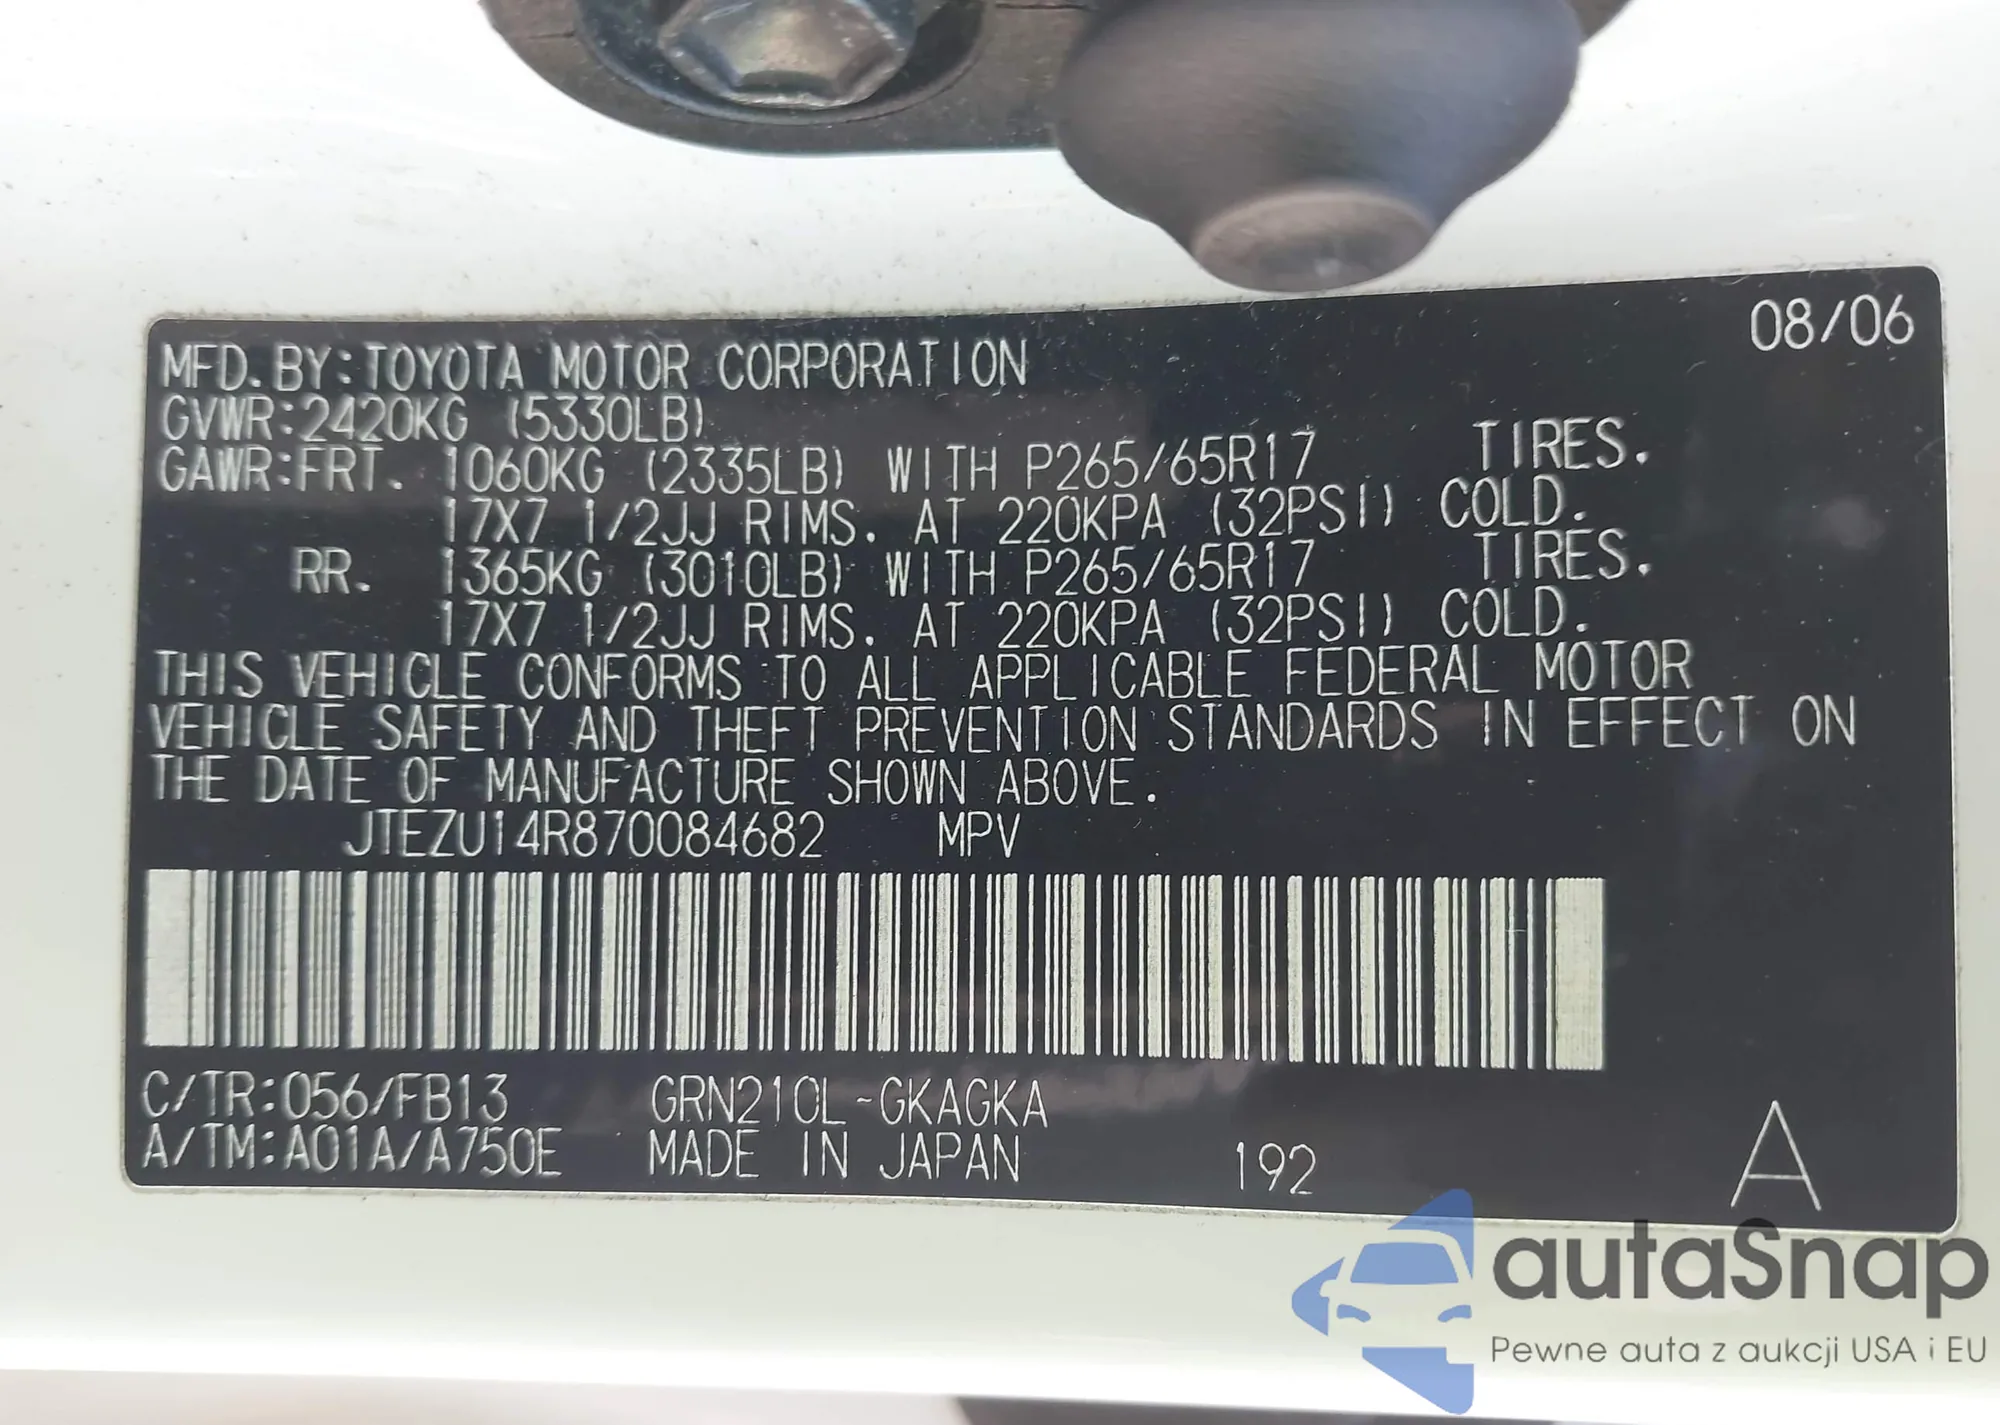 08/06
MFD. BY: TOYOTA MOTOR CORPORATION
GVWR: 2420KG (5330LB)
GAWR: FRT. 1060KG (2335LB) WITH P265/65R17 TIRES.
17X7 1/2JJ RIMS. AT 220KPA (32PSI) COLD.
RR. 1365KG (3010LB) WITH P265/65R17 TIRES.
17X7 1/2JJ RIMS. AT 220KPA (32PSI) COLD.
THIS VEHICLE CONFORMS TO ALL APPLICABLE FEDERAL MOTOR
VEHICLE SAFETY AND THEFT PREVENTION STANDARDS IN EFFECT ON
THE DATE OF MANUFACTURE SHOWN ABOVE.
JTEZU14R870084682 MPV
C/TR: 056/FB13 GRN210L-GKAGKA
A/TM: A01A/A750E MADE IN JAPAN 192 A
autaSnap
Pewne auta z aukcji USA i EU